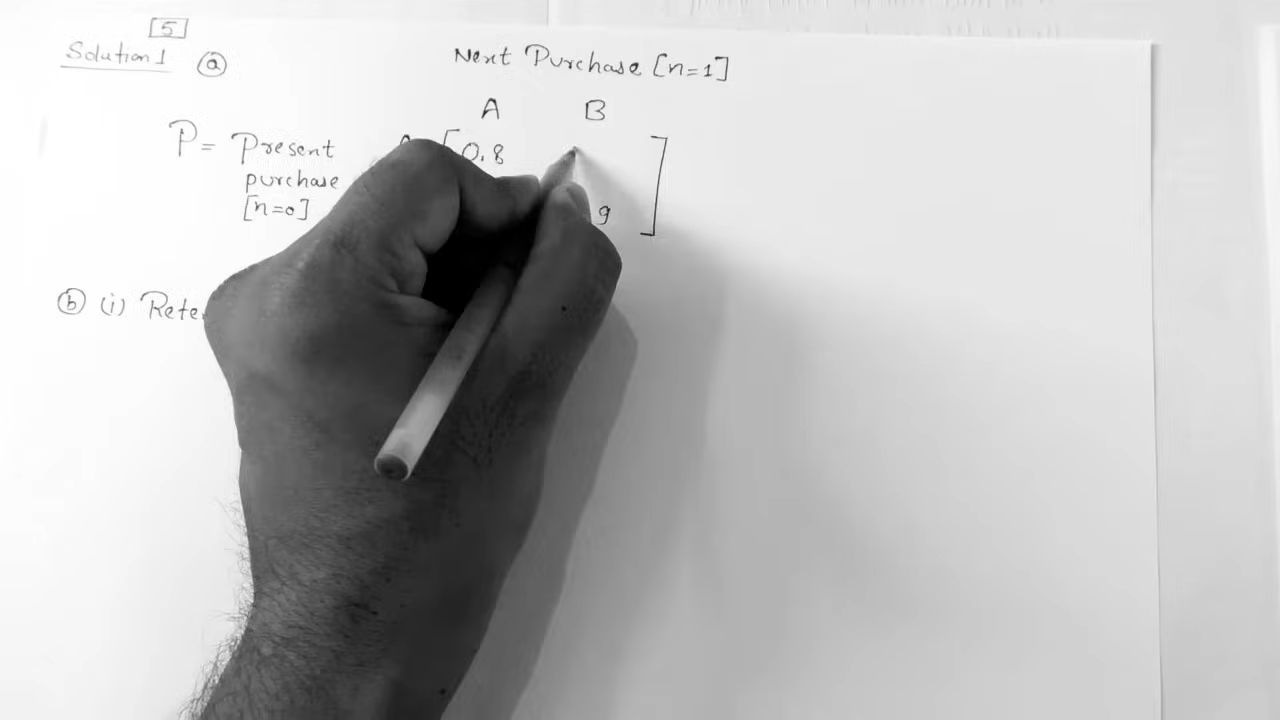 5
Solution 1 (a)
Next Purchase [n=1]
A B
P = Present A [0.8 ]
purchase
[n=0] 9
(b) (i) Rete